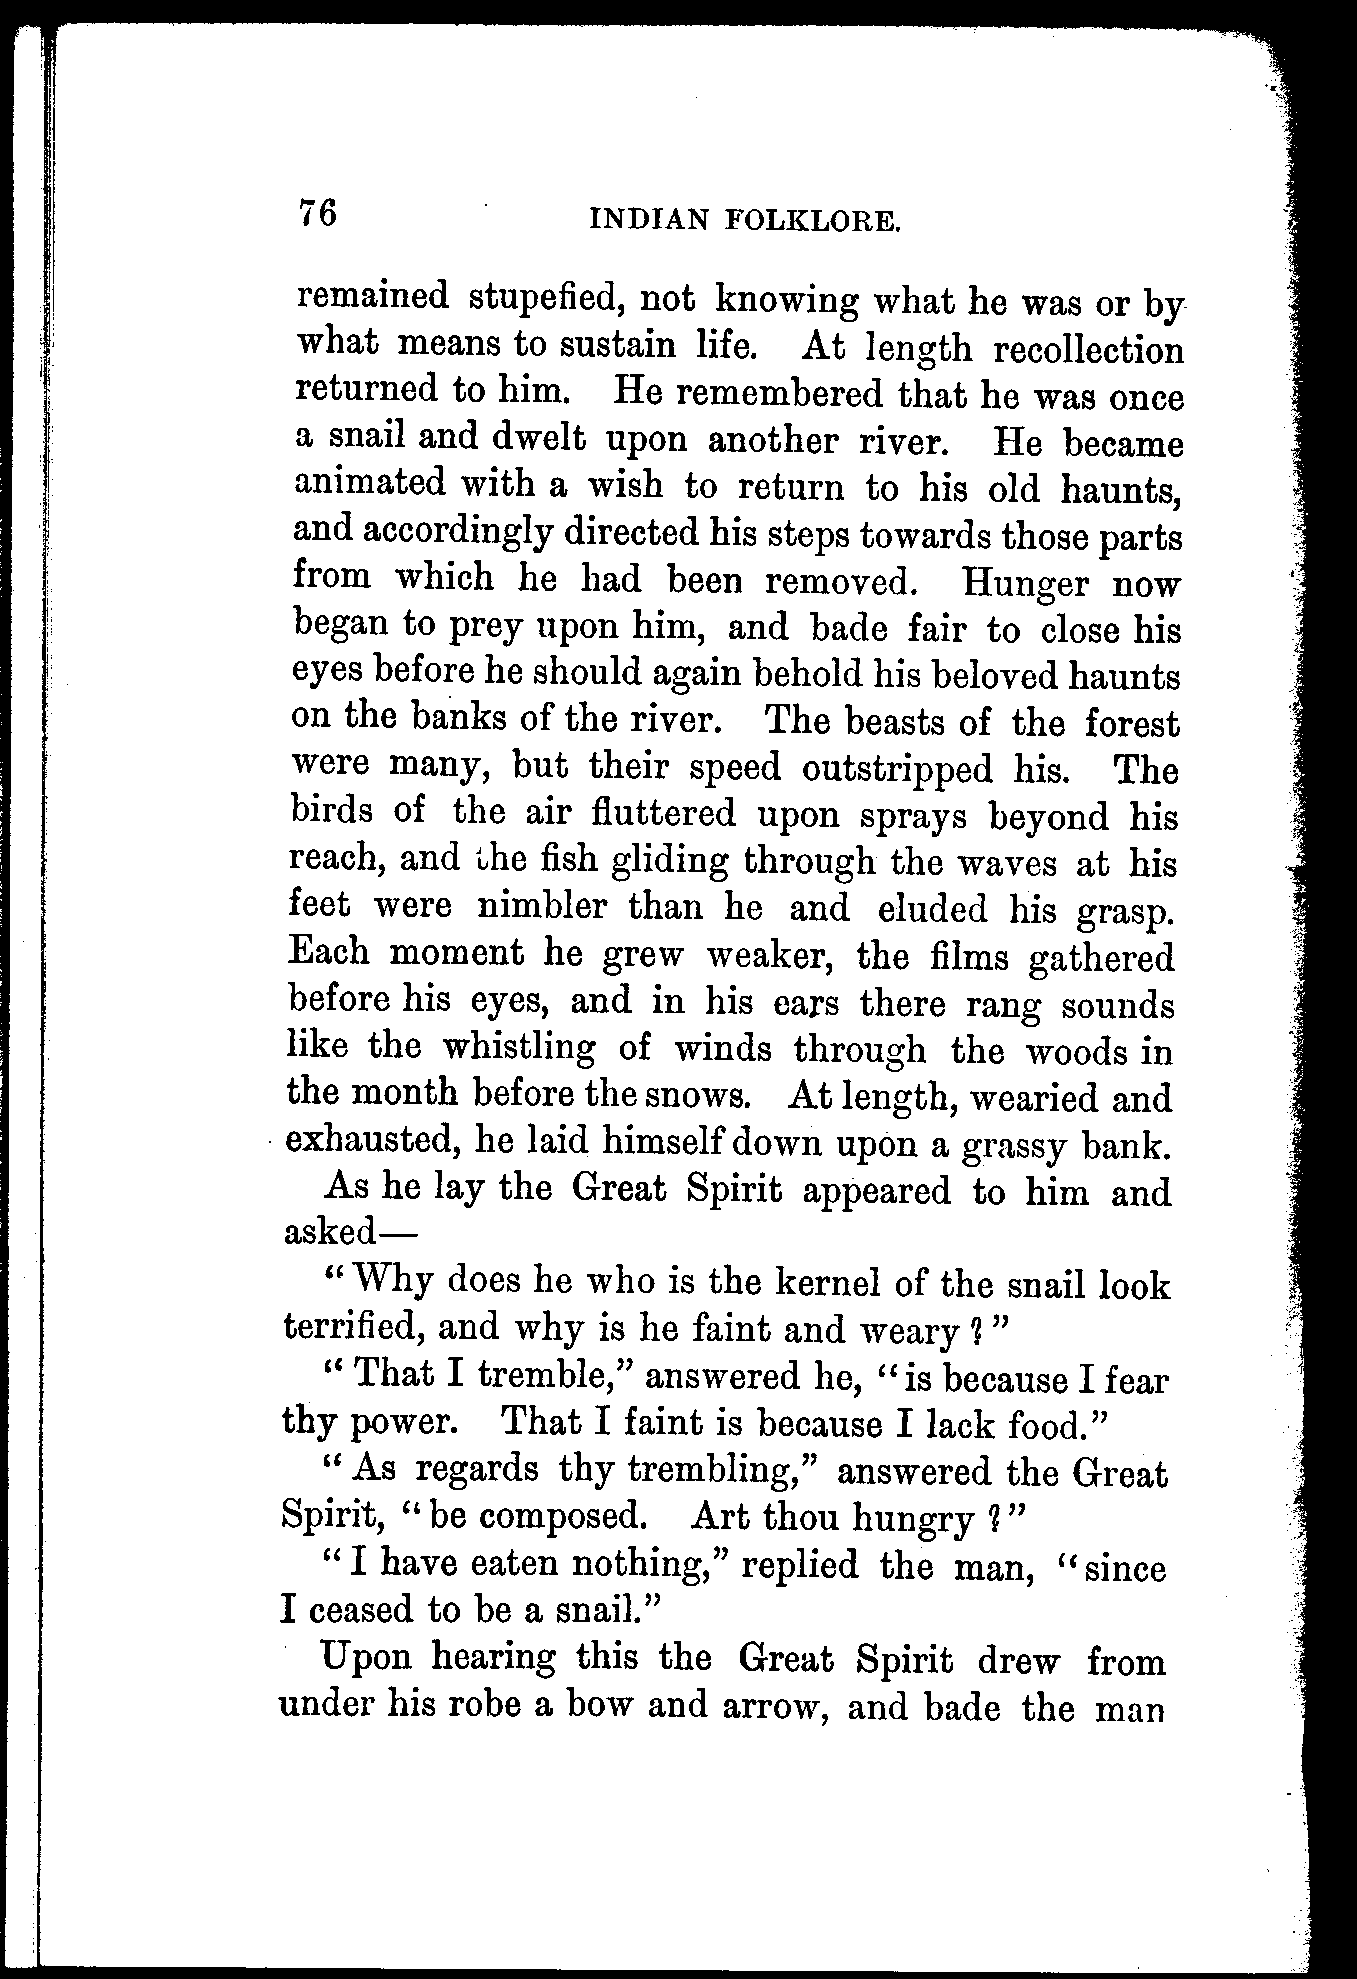 76 INDIAN FOLKLORE.
remained stupefied, not knowing what he was or by
what means to sustain life. At length recollection
returned to him. He remembered that he was once
a snail and dwelt upon another river. He became
animated with a wish to return to his old haunts,
and accordingly directed his steps towards those parts
from which he had been removed. Hunger now
began to prey upon him, and bade fair to close his
eyes before he should again behold his beloved haunts
on the banks of the river. The beasts of the forest
were many, but their speed outstripped his. The
birds of the air fluttered upon sprays beyond his
reach, and the fish gliding through the waves at his
feet were nimbler than he and eluded his grasp.
Each moment he grew weaker, the films gathered
before his eyes, and in his ears there rang sounds
like the whistling of winds through the woods in
the month before the snows. At length, wearied and
exhausted, he laid himself down upon a grassy bank.
As he lay the Great Spirit appeared to him and
asked—
“Why does he who is the kernel of the snail look
terrified, and why is he faint and weary?”
“That I tremble,” answered he, “is because I fear
thy power. That I faint is because I lack food.”
“As regards thy trembling,” answered the Great
Spirit, “be composed. Art thou hungry?”
“I have eaten nothing,” replied the man, “since
I ceased to be a snail.”
Upon hearing this the Great Spirit drew from
under his robe a bow and arrow, and bade the man